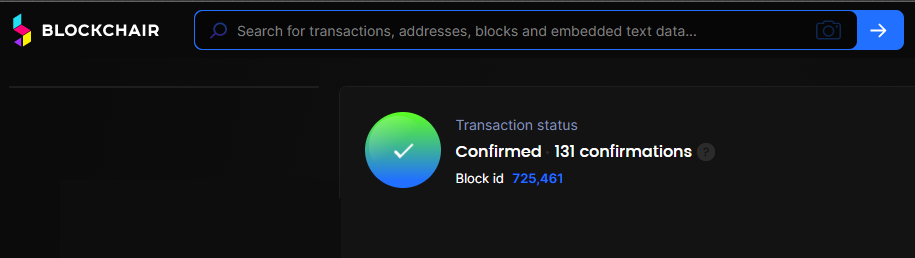 BLOCKCHAIR
Search for transactions, addresses, blocks and embedded text data...
Transaction status
Confirmed · 131 confirmations ?
Block id 725,461